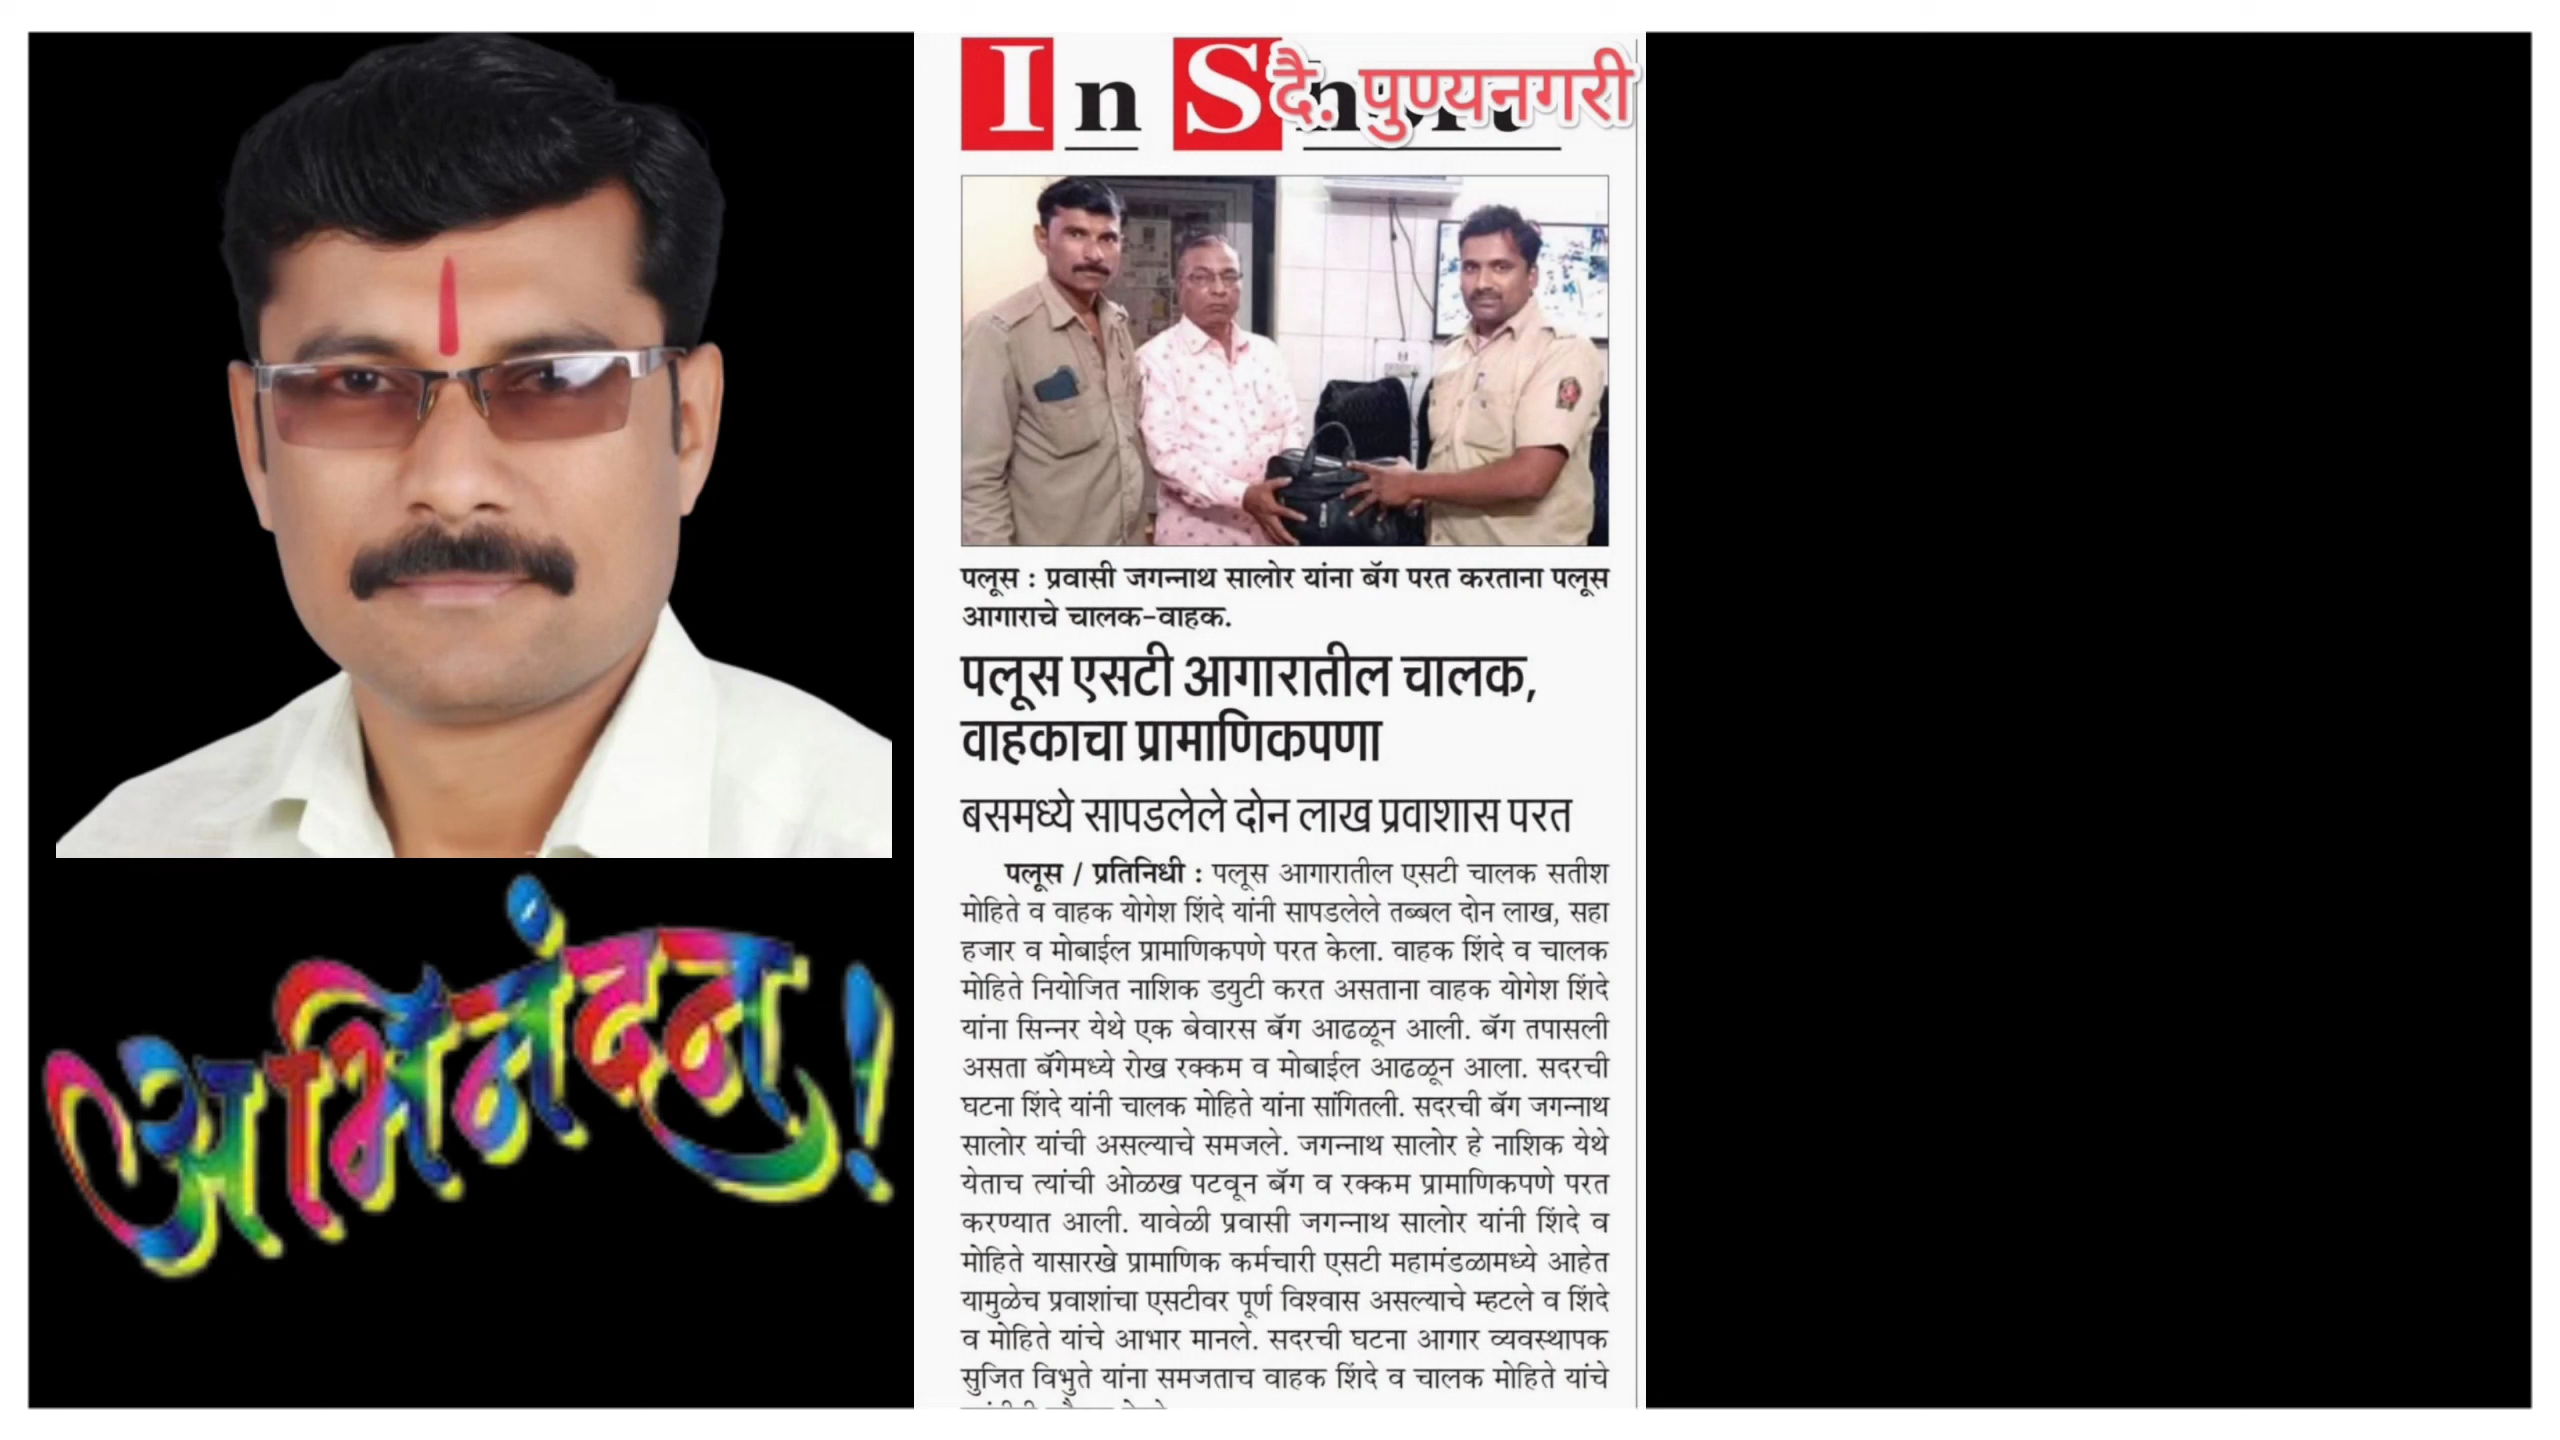 अभिनंदन!
In S
दै. पुण्यनगरी
पलूस : प्रवासी जगन्नाथ सालोर यांना बॅग परत करताना पलूस
आगाराचे चालक-वाहक.
पलूस एसटी आगारातील चालक,
वाहकाचा प्रामाणिकपणा
बसमध्ये सापडलेले दोन लाख प्रवाशास परत
पलूस / प्रतिनिधी : पलूस आगारातील एसटी चालक सतीश
मोहिते व वाहक योगेश शिंदे यांनी सापडलेले तब्बल दोन लाख, सहा
हजार व मोबाईल प्रामाणिकपणे परत केला. वाहक शिंदे व चालक
मोहिते नियोजित नाशिक डयुटी करत असताना वाहक योगेश शिंदे
यांना सिन्नर येथे एक बेवारस बॅग आढळून आली. बॅग तपासली
असता बॅगेमध्ये रोख रक्कम व मोबाईल आढळून आला. सदरची
घटना शिंदे यांनी चालक मोहिते यांना सांगितली. सदरची बॅग जगन्नाथ
सालोर यांची असल्याचे समजले. जगन्नाथ सालोर हे नाशिक येथे
येताच त्यांची ओळख पटवून बॅग व रक्कम प्रामाणिकपणे परत
करण्यात आली. यावेळी प्रवासी जगन्नाथ सालोर यांनी शिंदे व
मोहिते यासारखे प्रामाणिक कर्मचारी एसटी महामंडळामध्ये आहेत
यामुळेच प्रवाशांचा एसटीवर पूर्ण विश्वास असल्याचे म्हटले व शिंदे
व मोहिते यांचे आभार मानले. सदरची घटना आगार व्यवस्थापक
सुजित विभुते यांना समजताच वाहक शिंदे व चालक मोहिते यांचे